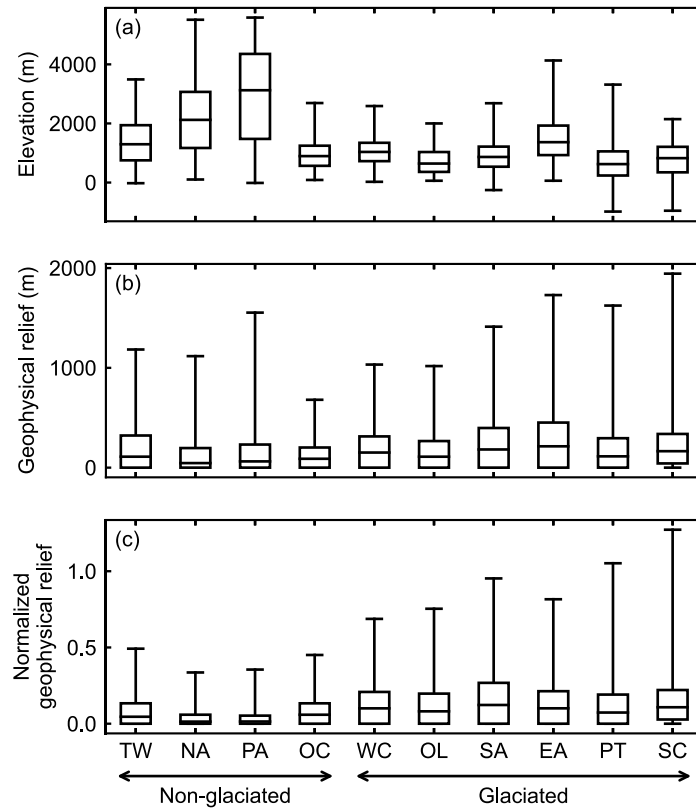 (a)
Elevation (m)
4000
2000
0
(b)
Geophysical relief (m)
2000
1000
0
(c)
Normalized
geophysical relief
1.0
0.5
0.0
TW NA PA OC WC OL SA EA PT SC
Non-glaciated Glaciated